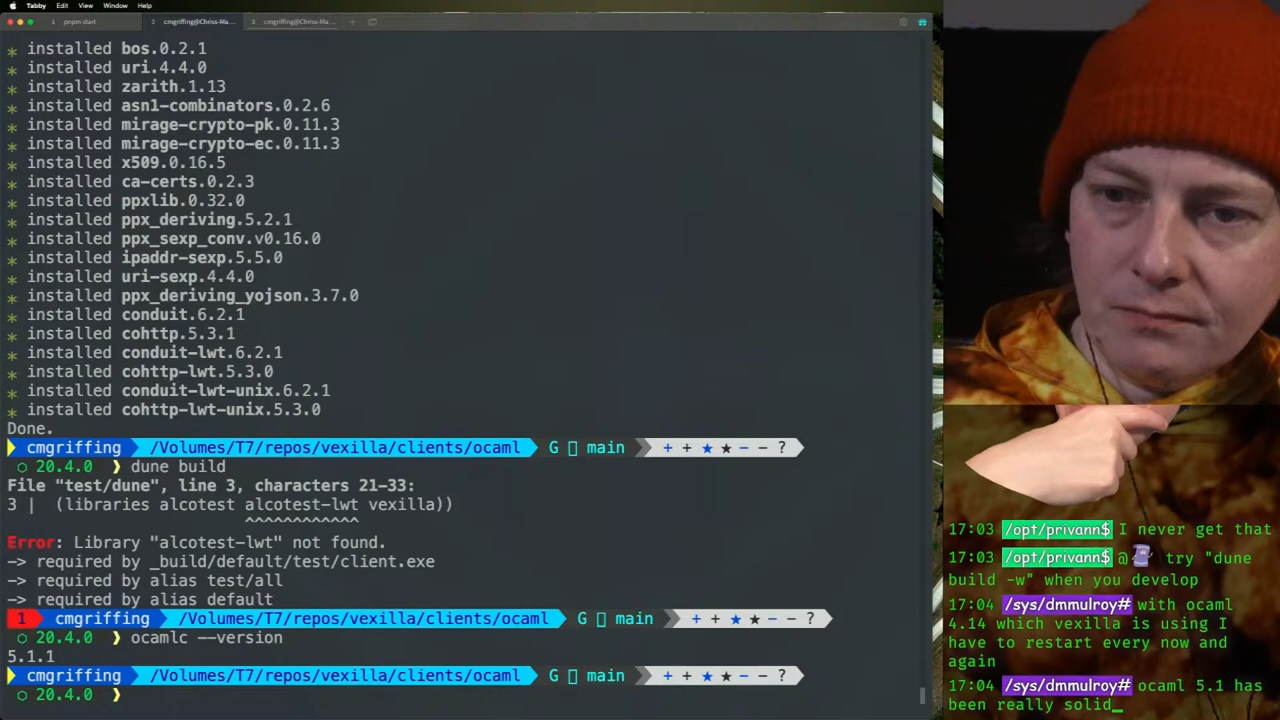 Tabby Edit View Window Help
1 pnpm start 2 cmgriffing@Chriss-Ma... 3 cmgriffing@Chriss-Ma...
* installed bos.0.2.1
* installed uri.4.4.0
* installed zarith.1.13
* installed asn1-combinators.0.2.6
* installed mirage-crypto-pk.0.11.3
* installed mirage-crypto-ec.0.11.3
* installed x509.0.16.5
* installed ca-certs.0.2.3
* installed ppxlib.0.32.0
* installed ppx_deriving.5.2.1
* installed ppx_sexp_conv.v0.16.0
* installed ipaddr-sexp.5.5.0
* installed uri-sexp.4.4.0
* installed ppx_deriving_yojson.3.7.0
* installed conduit.6.2.1
* installed cohttp.5.3.1
* installed conduit-lwt.6.2.1
* installed cohttp-lwt.5.3.0
* installed conduit-lwt-unix.6.2.1
* installed cohttp-lwt-unix.5.3.0
Done.
cmgriffing /Volumes/T7/repos/vexilla/clients/ocaml G main + + ★ ★ − − ?
20.4.0 ❯ dune build
File "test/dune", line 3, characters 21-33:
3 | (libraries alcotest alcotest-lwt vexilla))
^^^^^^^^^^^^
Error: Library "alcotest-lwt" not found.
-> required by _build/default/test/client.exe
-> required by alias test/all
-> required by alias default
1 cmgriffing /Volumes/T7/repos/vexilla/clients/ocaml G main + + ★ ★ − − ?
20.4.0 ❯ ocamlc --version
5.1.1
cmgriffing /Volumes/T7/repos/vexilla/clients/ocaml G main + + ★ ★ − − ?
20.4.0 ❯
17:03 /opt/privann$ I never get that
17:03 /opt/privann$ @ try "dune
build -w" when you develop
17:04 /sys/dmmulroy# with ocaml
4.14 which vexilla is using I
have to restart every now and
again
17:04 /sys/dmmulroy# ocaml 5.1 has
been really solid_